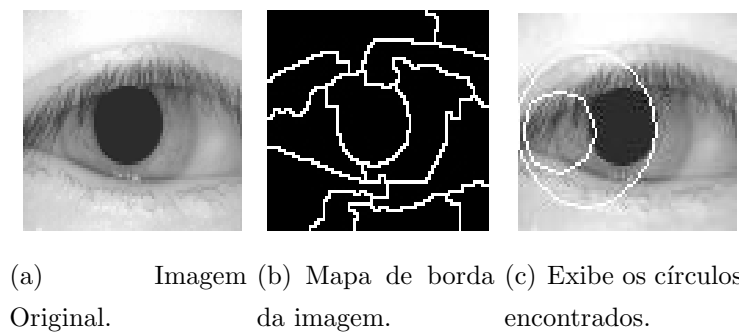 (a) Imagem
Original.
(b) Mapa de borda
da imagem.
(c) Exibe os círculos
encontrados.